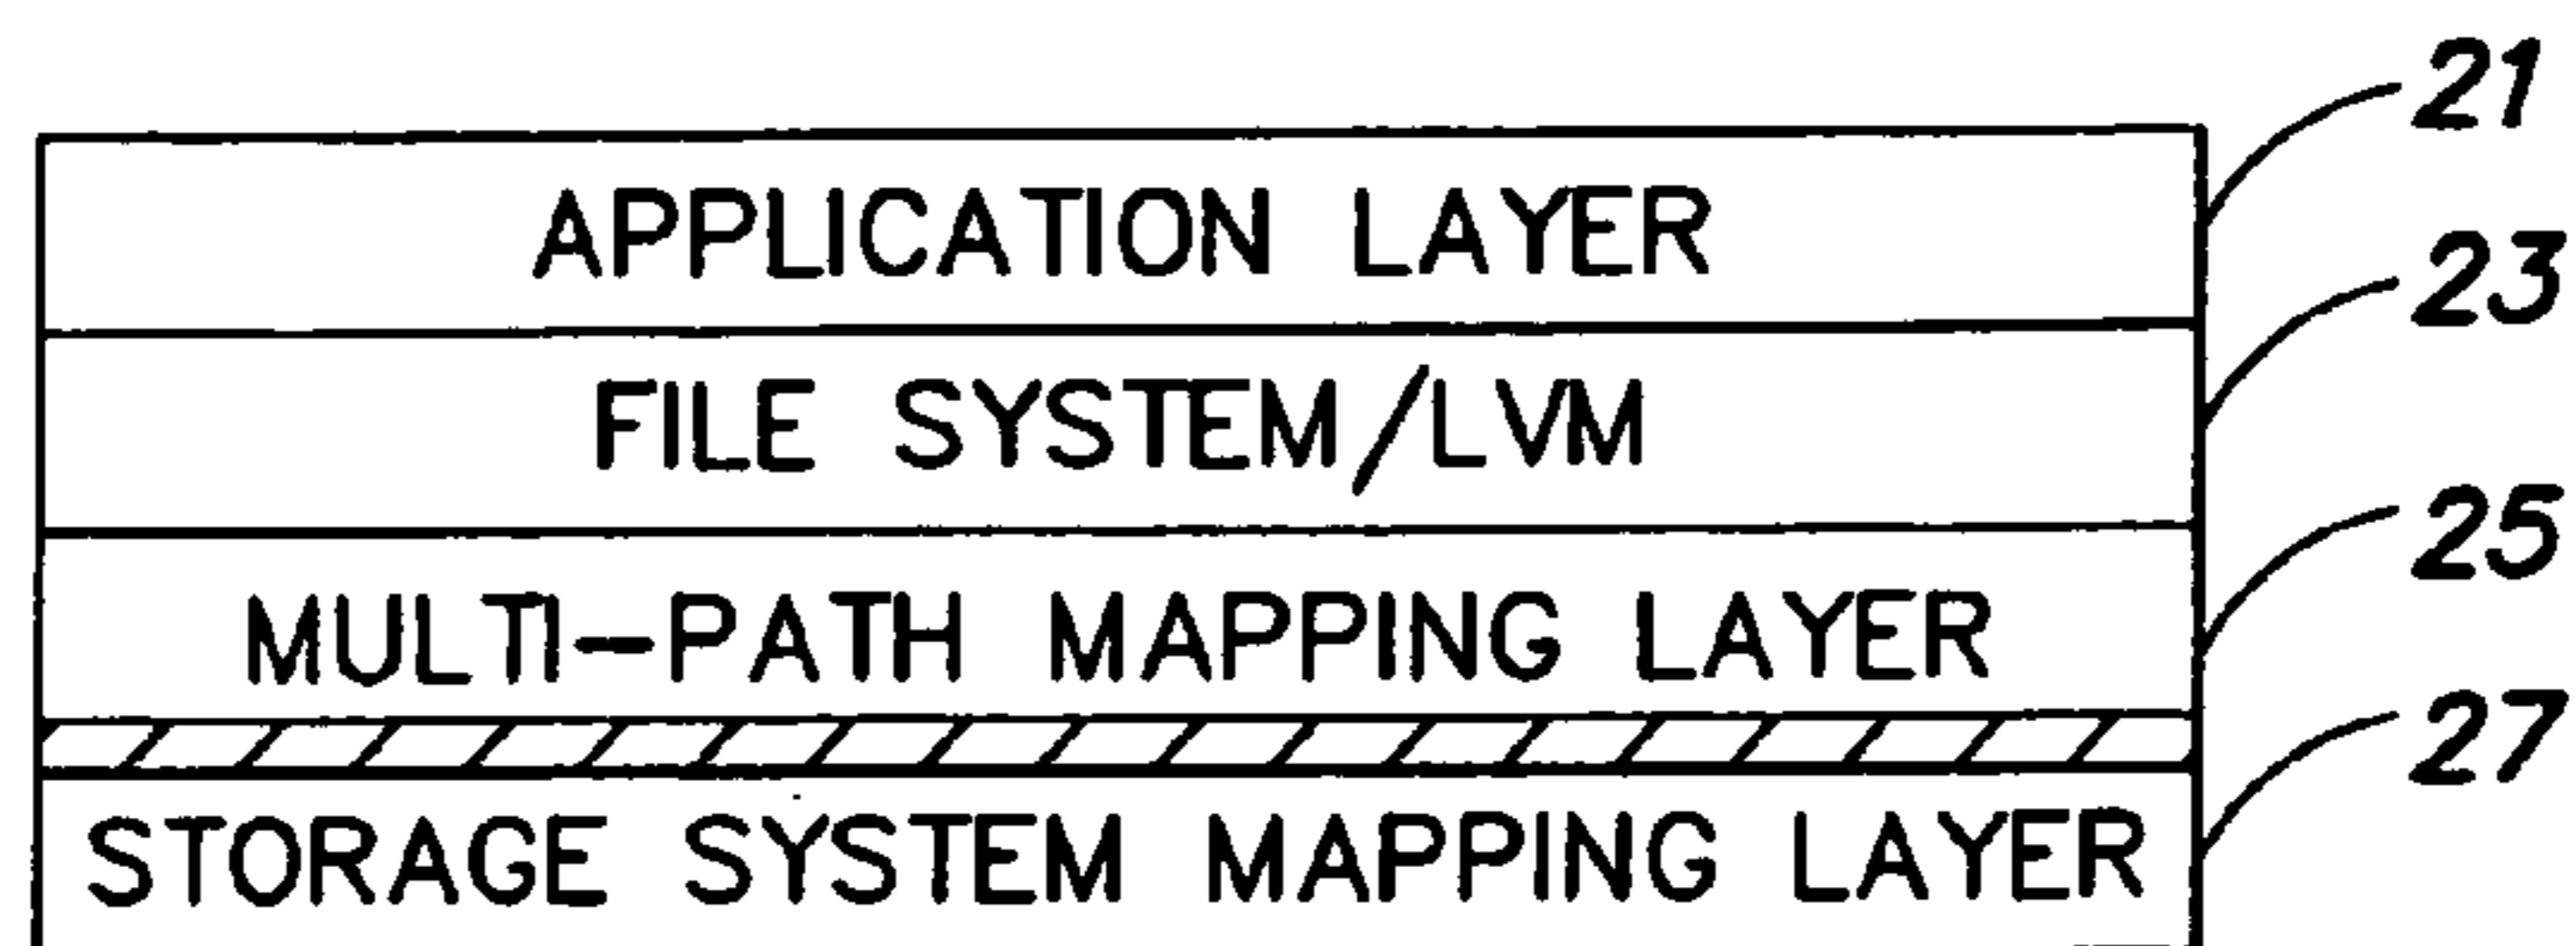 21
APPLICATION LAYER
23
FILE SYSTEM/LVM
25
MULTI-PATH MAPPING LAYER
27
STORAGE SYSTEM MAPPING LAYER